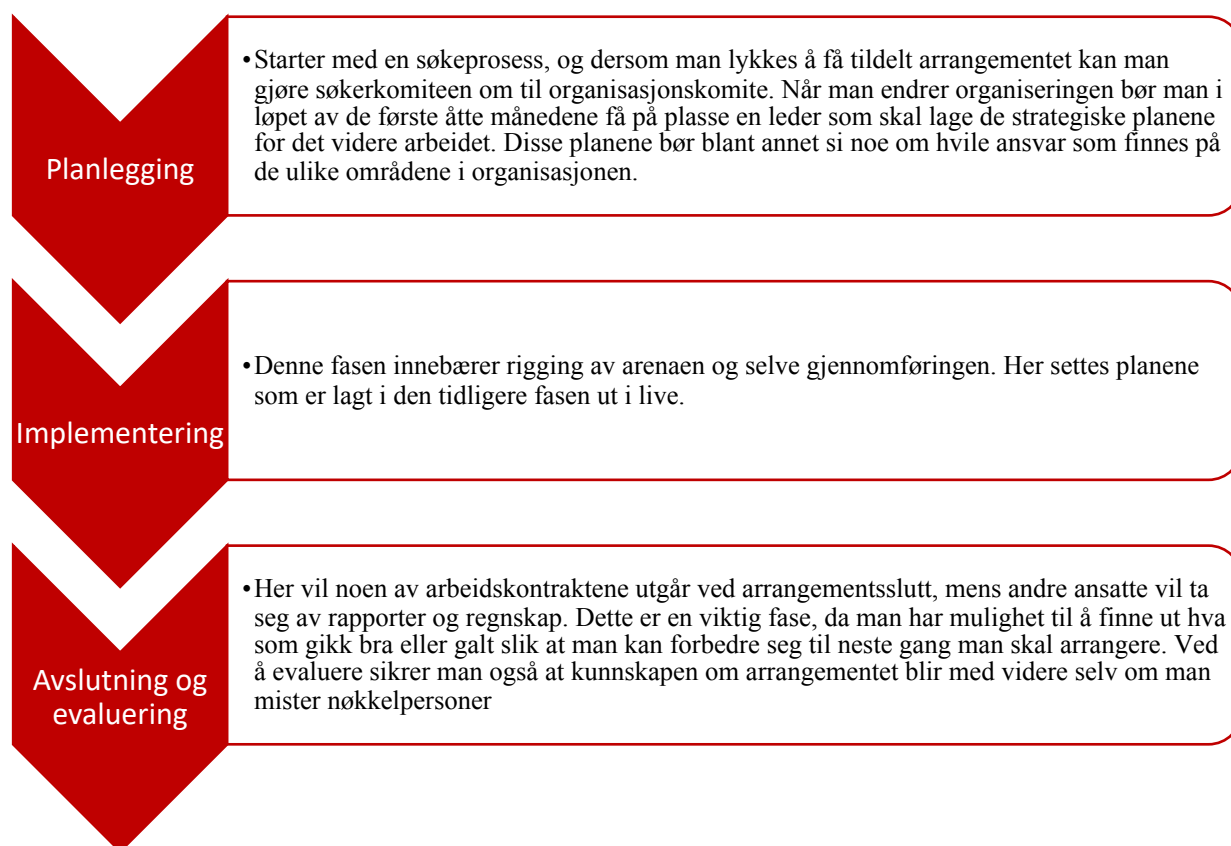 Planlegging
•Starter med en søkeprosess, og dersom man lykkes å få tildelt arrangementet kan man
gjøre søkerkomiteen om til organisasjonskomite. Når man endrer organiseringen bør man i
løpet av de første åtte månedene få på plasse en leder som skal lage de strategiske planene
for det videre arbeidet. Disse planene bør blant annet si noe om hvile ansvar som finnes på
de ulike områdene i organisasjonen.
Implementering
•Denne fasen innebærer rigging av arenaen og selve gjennomføringen. Her settes planene
som er lagt i den tidligere fasen ut i live.
Avslutning og
evaluering
•Her vil noen av arbeidskontraktene utgår ved arrangementsslutt, mens andre ansatte vil ta
seg av rapporter og regnskap. Dette er en viktig fase, da man har mulighet til å finne ut hva
som gikk bra eller galt slik at man kan forbedre seg til neste gang man skal arrangere. Ved
å evaluere sikrer man også at kunnskapen om arrangementet blir med videre selv om man
mister nøkkelpersoner